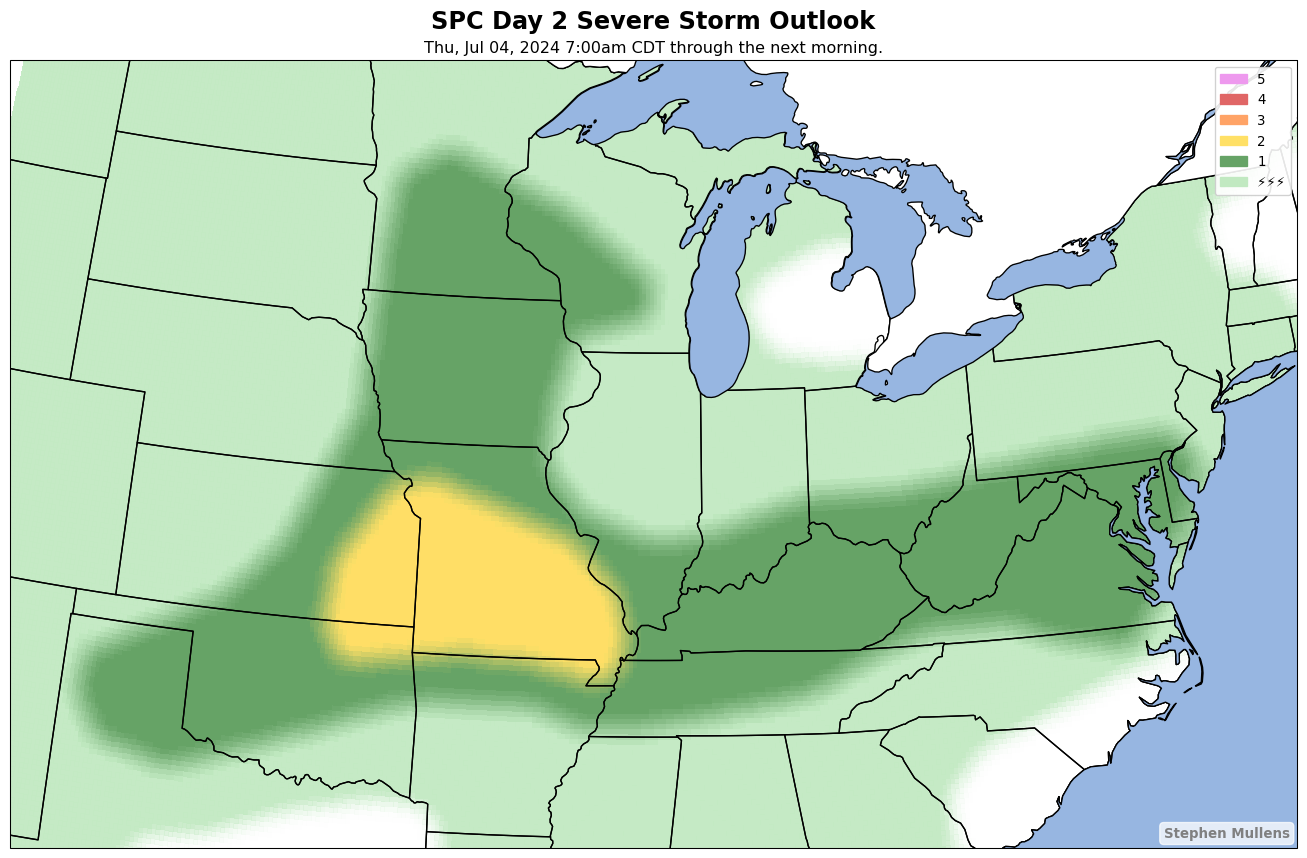 SPC Day 2 Severe Storm Outlook
Thu, Jul 04, 2024 7:00am CDT through the next morning.
5
4
3
2
1
⚡⚡⚡
Stephen Mullens